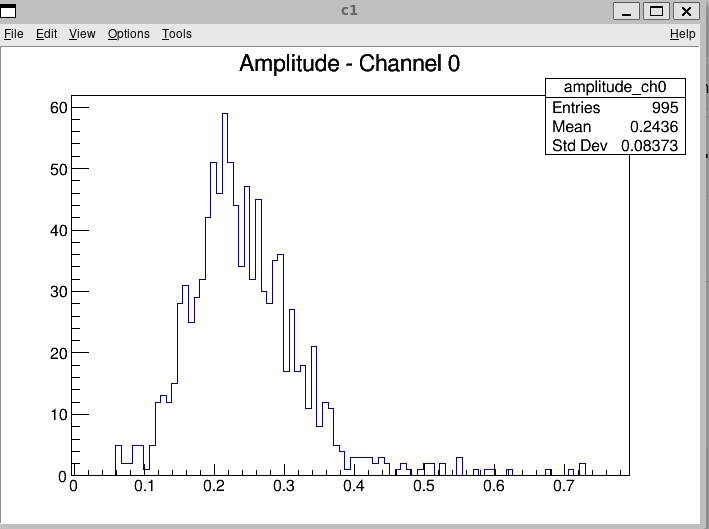 c1
File Edit View Options Tools Help
Amplitude - Channel 0
amplitude_ch0
Entries 995
Mean 0.2436
Std Dev 0.08373
60
50
40
30
20
10
0
0 0.1 0.2 0.3 0.4 0.5 0.6 0.7